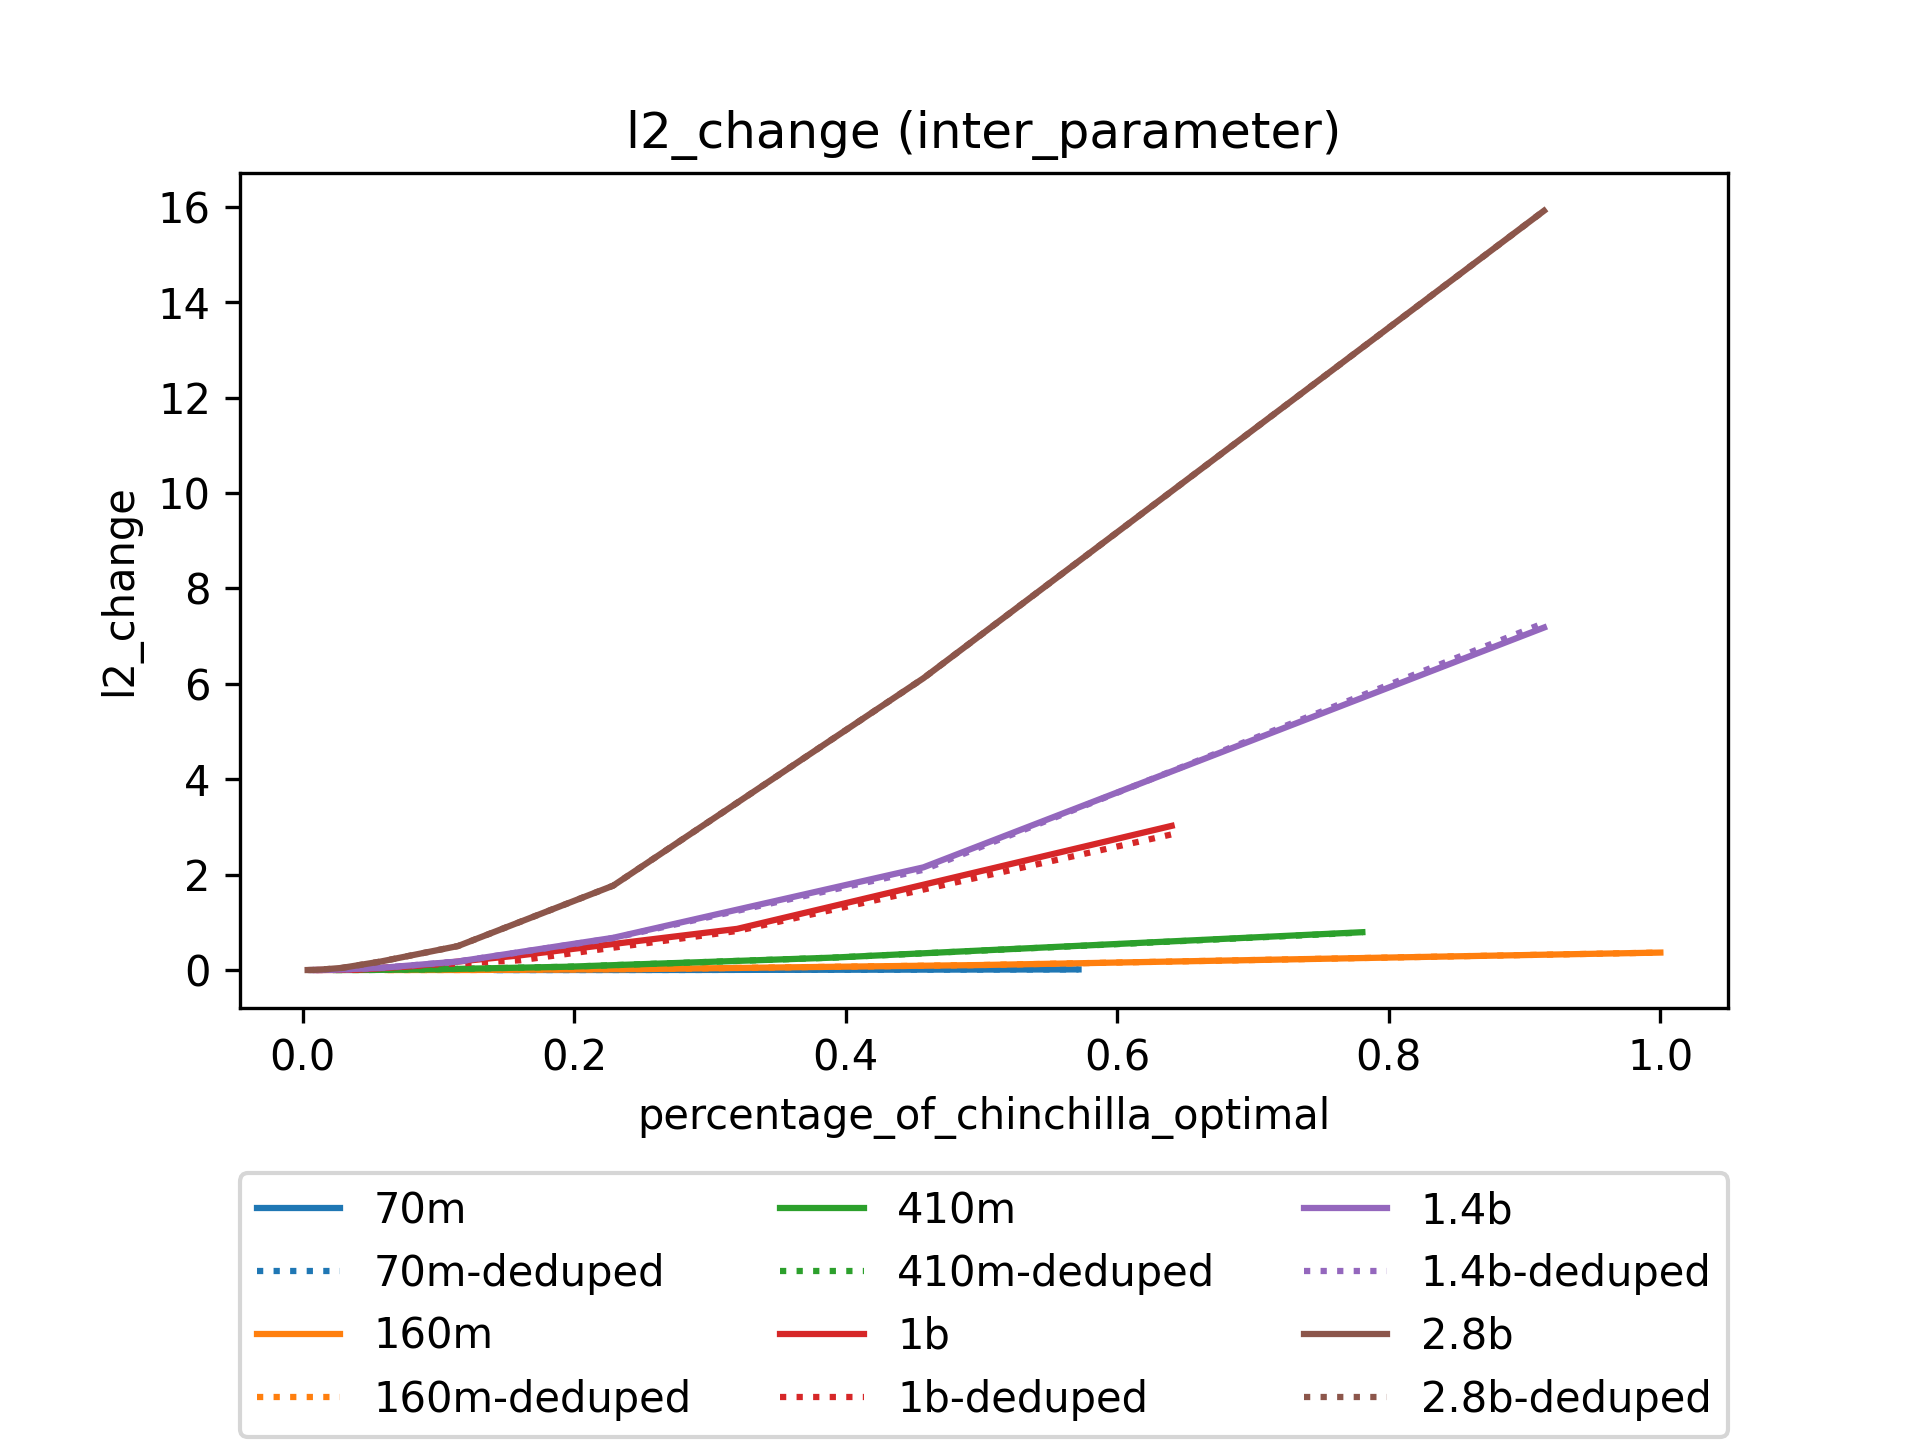 l2_change (inter_parameter)
l2_change
16
14
12
10
8
6
4
2
0
0.0 0.2 0.4 0.6 0.8 1.0
percentage_of_chinchilla_optimal
70m
70m-deduped
160m
160m-deduped
410m
410m-deduped
1b
1b-deduped
1.4b
1.4b-deduped
2.8b
2.8b-deduped